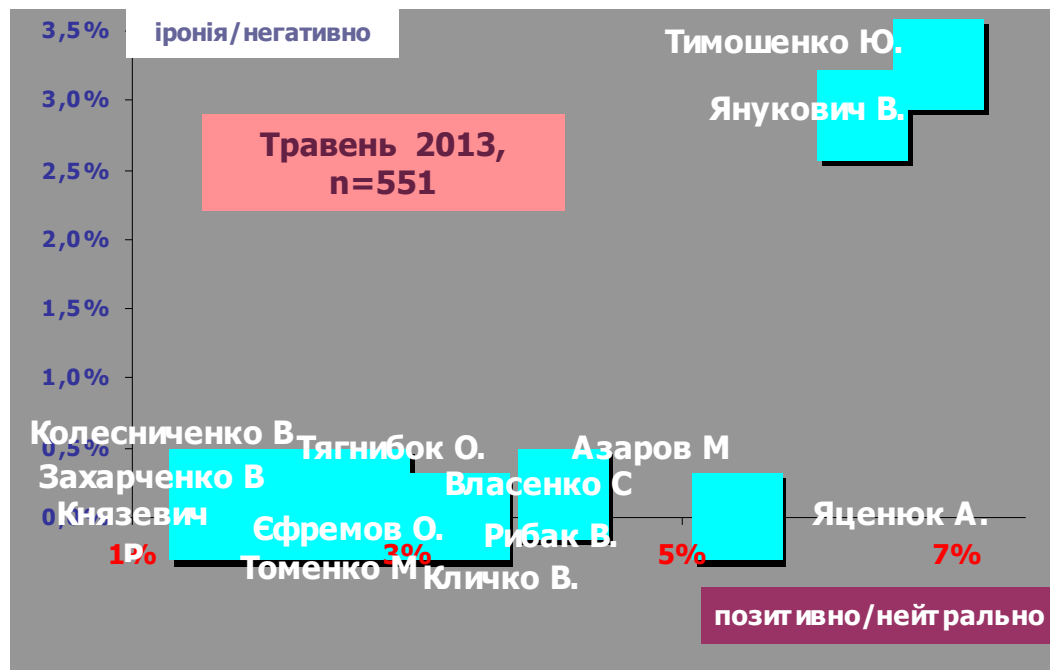 3,5%
іронія/негативно
Тимошенко Ю.
3,0%
Янукович В.
Травень 2013,
n=551
2,5%
2,0%
1,5%
1,0%
Колесниченко В
0,5%
Тягнибок О.
Азаров М
Захарченко В
Власенко С
Князевич
Р
0,0%
Єфремов О.
Рибак В.
Яценюк А.
1%
3%
5%
7%
Томенко М
Кличко В.
позитивно/нейтрально